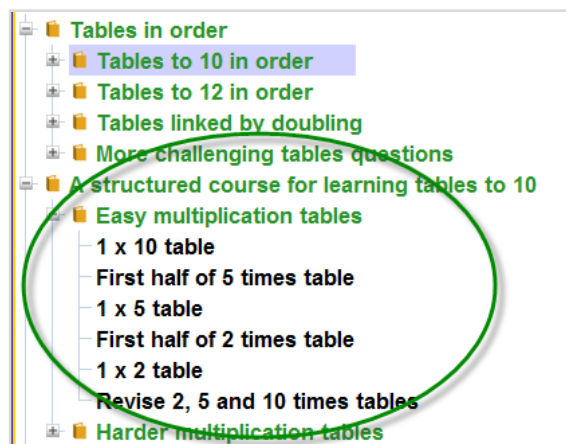 Tables in order
Tables to 10 in order
Tables to 12 in order
Tables linked by doubling
More challenging tables questions
A structured course for learning tables to 10
Easy multiplication tables
1 x 10 table
First half of 5 times table
1 x 5 table
First half of 2 times table
1 x 2 table
Revise 2, 5 and 10 times tables
Harder multiplication tables